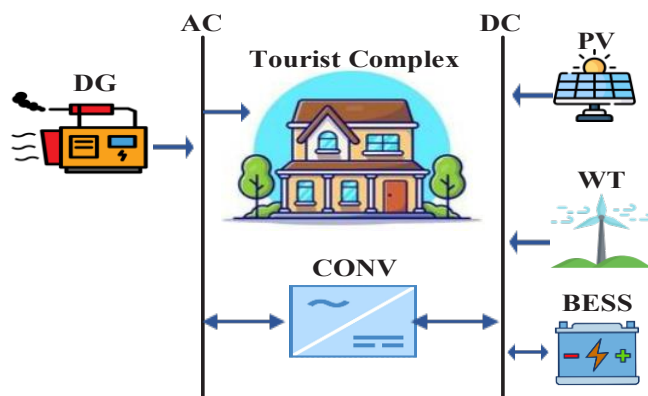 AC
DC
PV
DG
Tourist Complex
WT
CONV
BESS